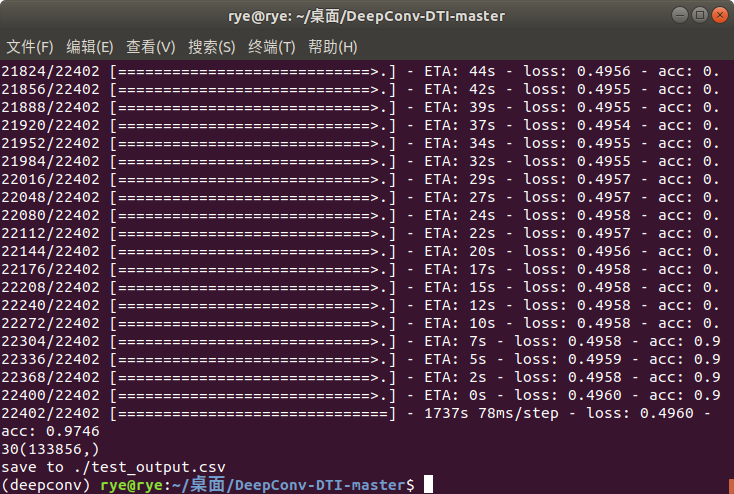 rye@rye: ~/桌面/DeepConv-DTI-master
文件(F) 编辑(E) 查看(V) 搜索(S) 终端(T) 帮助(H)
21824/22402 [============================>.] - ETA: 44s - loss: 0.4956 - acc: 0.
21856/22402 [============================>.] - ETA: 42s - loss: 0.4955 - acc: 0.
21888/22402 [============================>.] - ETA: 39s - loss: 0.4955 - acc: 0.
21920/22402 [============================>.] - ETA: 37s - loss: 0.4954 - acc: 0.
21952/22402 [============================>.] - ETA: 34s - loss: 0.4955 - acc: 0.
21984/22402 [============================>.] - ETA: 32s - loss: 0.4955 - acc: 0.
22016/22402 [============================>.] - ETA: 29s - loss: 0.4957 - acc: 0.
22048/22402 [============================>.] - ETA: 27s - loss: 0.4957 - acc: 0.
22080/22402 [============================>.] - ETA: 24s - loss: 0.4958 - acc: 0.
22112/22402 [============================>.] - ETA: 22s - loss: 0.4957 - acc: 0.
22144/22402 [============================>.] - ETA: 20s - loss: 0.4956 - acc: 0.
22176/22402 [============================>.] - ETA: 17s - loss: 0.4958 - acc: 0.
22208/22402 [============================>.] - ETA: 15s - loss: 0.4958 - acc: 0.
22240/22402 [============================>.] - ETA: 12s - loss: 0.4958 - acc: 0.
22272/22402 [============================>.] - ETA: 10s - loss: 0.4958 - acc: 0.
22304/22402 [============================>.] - ETA: 7s - loss: 0.4958 - acc: 0.9
22336/22402 [============================>.] - ETA: 5s - loss: 0.4959 - acc: 0.9
22368/22402 [============================>.] - ETA: 2s - loss: 0.4958 - acc: 0.9
22400/22402 [============================>.] - ETA: 0s - loss: 0.4960 - acc: 0.9
22402/22402 [==============================] - 1737s 78ms/step - loss: 0.4960 -
acc: 0.9746
30(133856,)
save to ./test_output.csv
(deepconv) rye@rye:~/桌面/DeepConv-DTI-master$